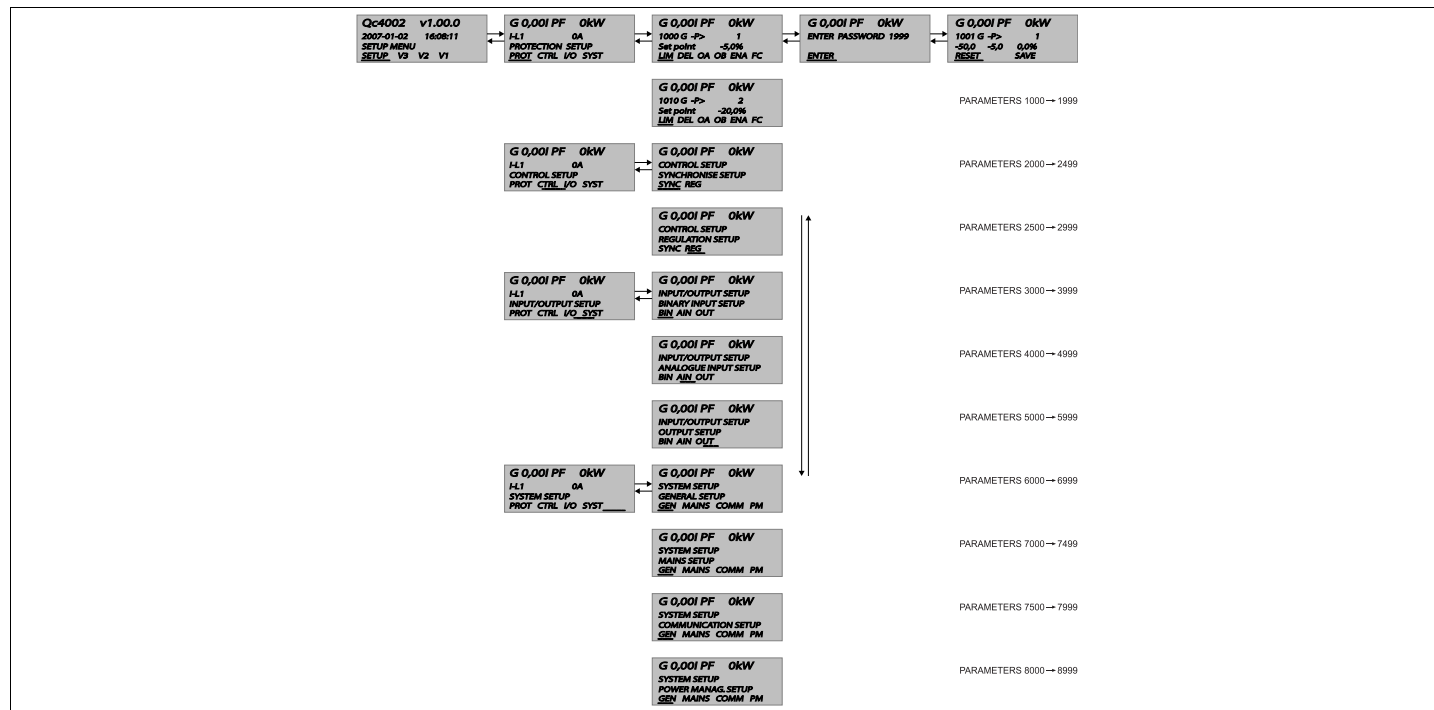 Qc4002 v1.00.0
2007-01-02 16:08:11
SETUP MENU
SETUP V3 V2 V1
G 0,00I PF 0kW
I-L1 0A
PROTECTION SETUP
PROT CTRL I/O SYST
G 0,00I PF 0kW
1000 G -P> 1
Set point -5,0%
LIM DEL OA OB ENA FC
G 0,00I PF 0kW
ENTER PASSWORD 1999
ENTER
G 0,00I PF 0kW
1001 G -P> 1
-50,0 -5,0 0,0%
RESET SAVE
G 0,00I PF 0kW
1010 G -P> 2
Set point -20,0%
LIM DEL OA OB ENA FC
PARAMETERS 1000→1999
G 0,00I PF 0kW
I-L1 0A
CONTROL SETUP
PROT CTRL I/O SYST
G 0,00I PF 0kW
CONTROL SETUP
SYNCHRONISE SETUP
SYNC REG
PARAMETERS 2000→2499
G 0,00I PF 0kW
CONTROL SETUP
REGULATION SETUP
SYNC REG
PARAMETERS 2500→2999
G 0,00I PF 0kW
I-L1 0A
INPUT/OUTPUT SETUP
PROT CTRL I/O SYST
G 0,00I PF 0kW
INPUT/OUTPUT SETUP
BINARY INPUT SETUP
BIN AIN OUT
PARAMETERS 3000→3999
G 0,00I PF 0kW
INPUT/OUTPUT SETUP
ANALOGUE INPUT SETUP
BIN AIN OUT
PARAMETERS 4000→4999
G 0,00I PF 0kW
INPUT/OUTPUT SETUP
OUTPUT SETUP
BIN AIN OUT
PARAMETERS 5000→5999
G 0,00I PF 0kW
I-L1 0A
SYSTEM SETUP
PROT CTRL I/O SYST
G 0,00I PF 0kW
SYSTEM SETUP
GENERAL SETUP
GEN MAINS COMM PM
PARAMETERS 6000→6999
G 0,00I PF 0kW
SYSTEM SETUP
MAINS SETUP
GEN MAINS COMM PM
PARAMETERS 7000→7499
G 0,00I PF 0kW
SYSTEM SETUP
COMMUNICATION SETUP
GEN MAINS COMM PM
PARAMETERS 7500→7999
G 0,00I PF 0kW
SYSTEM SETUP
POWER MANAG. SETUP
GEN MAINS COMM PM
PARAMETERS 8000→8999